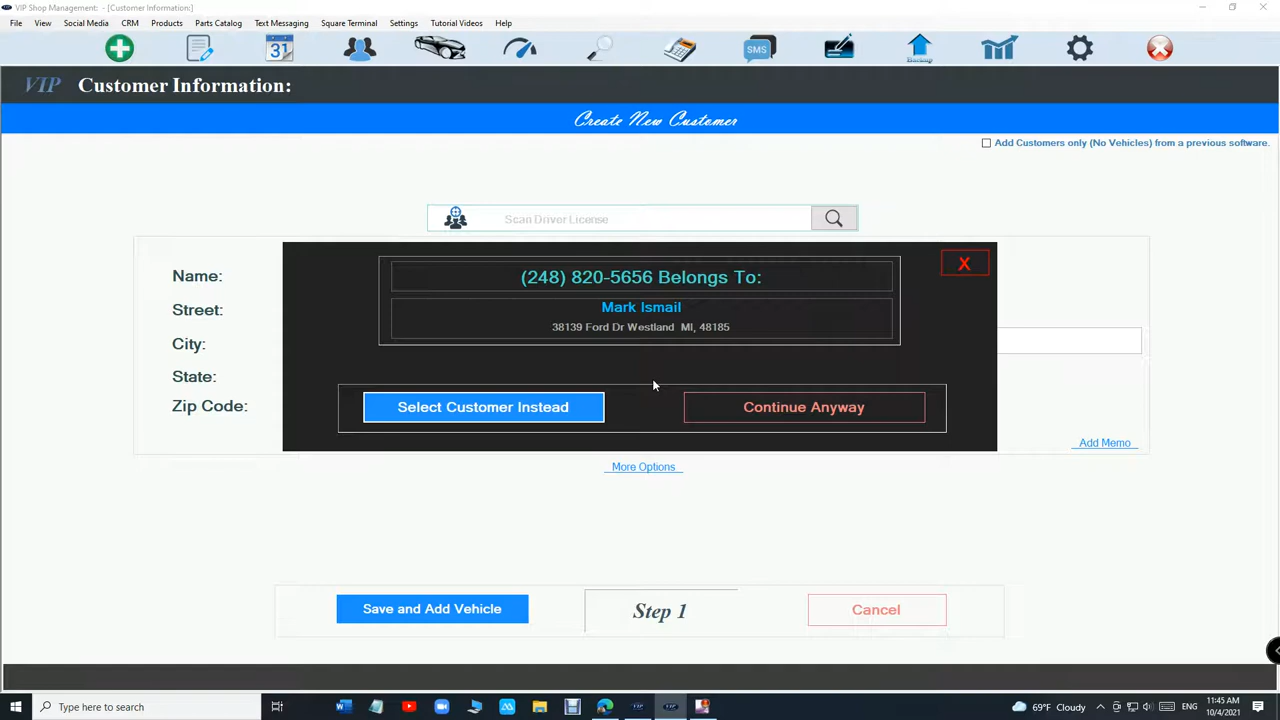 VIP Shop Management: - [Customer Information:]
File View Social Media CRM Products Parts Catalog Text Messaging Square Terminal Settings Tutorial Videos Help
31 SMS Backup
VIP Customer Information:
Create New Customer
Add Customers only (No Vehicles) from a previous software.
Scan Driver License
Name:
Street:
City:
State:
Zip Code:
(248) 820-5656 Belongs To:
X
Mark Ismail
38139 Ford Dr Westland MI, 48185
Select Customer Instead Continue Anyway
Add Memo
More Options
Save and Add Vehicle Step 1 Cancel
Type here to search
69°F Cloudy ENG
11:45 AM
10/4/2021